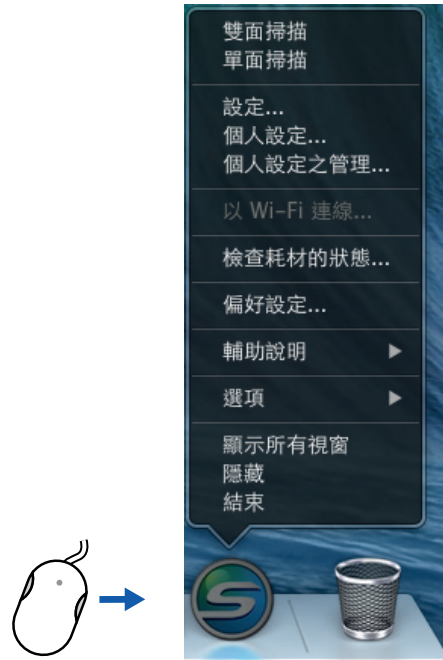 雙面掃描
單面掃描
設定...
個人設定...
個人設定之管理...
以 Wi-Fi 連線...
檢查耗材的狀態...
偏好設定...
輔助說明
選項
顯示所有視窗
隱藏
結束